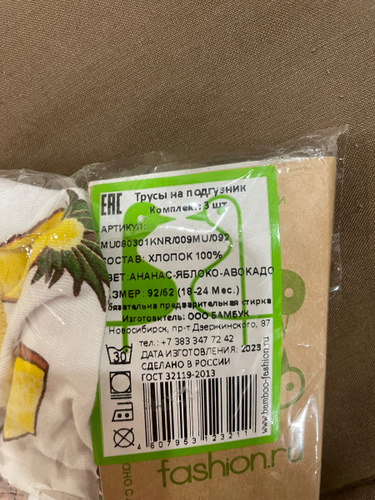 EAC
Трусы на подгузник
Комплект: 3 шт
АРТИКУЛ:
MU080301KNR/009MU/092
СОСТАВ: ХЛОПОК 100%
ЦВЕТ: АНАНАС-ЯБЛОКО-АВОКАДО
РАЗМЕР: 92/52 (18-24 Мес.)
Обязательна предварительная стирка
Изготовитель: ООО БАМБУК
Новосибирск, пр-т Дзержинского, 87
тел.: +7 383 347 72 42
ДАТА ИЗГОТОВЛЕНИЯ: 2023
СДЕЛАНО В РОССИИ
ГОСТ 32119-2013
30
www.bamboo-fashion.ru
4607953123211
fashion.ru